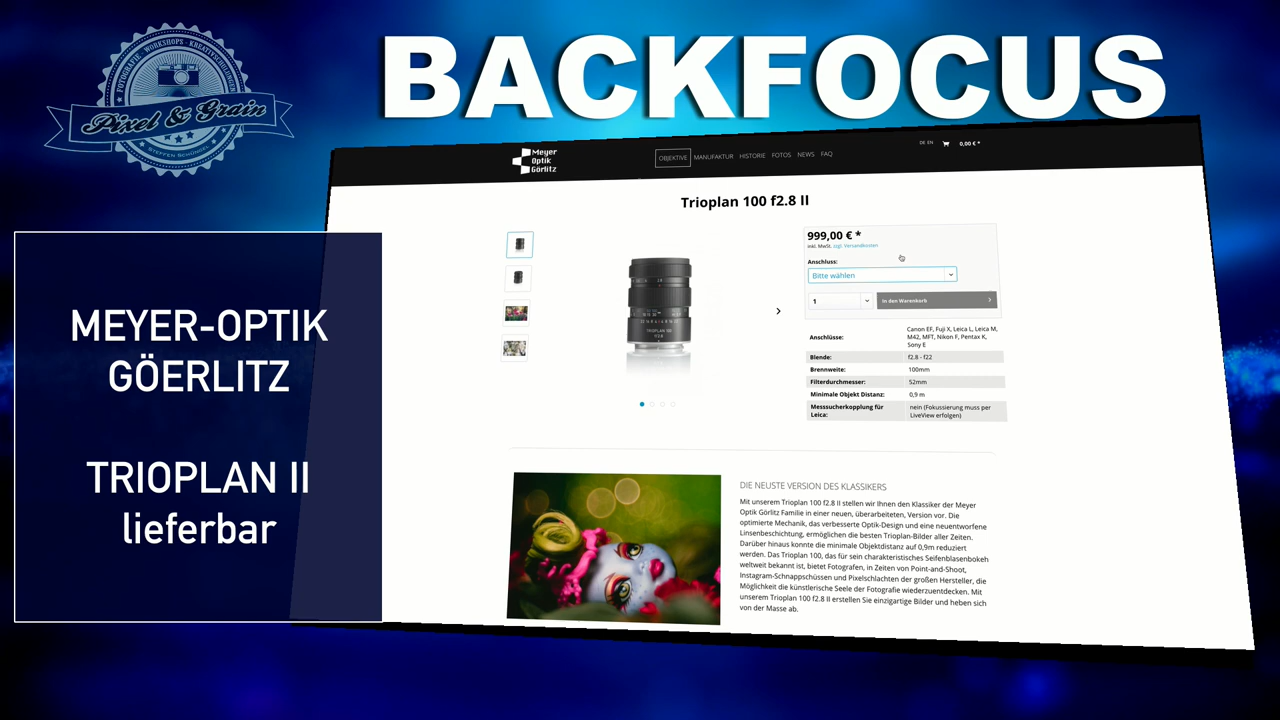 BACKFOCUS
FOTOGRAFIE · WORKSHOPS · KREATIVSCHULUNGEN
Pixel & Grain
STEFFEN SCHÜNGEL
MEYER-OPTIK
GÖERLITZ
TRIOPLAN II
lieferbar
Meyer
Optik
Görlitz
OBJEKTIVE MANUFAKTUR HISTORIE FOTOS NEWS FAQ
DE EN
0,00 € *
Trioplan 100 f2.8 II
999,00 € *
inkl. MwSt. zzgl. Versandkosten
Anschluss:
Bitte wählen
1
In den Warenkorb
TRIOPLAN 100
f2.8
Anschlüsse: Canon EF, Fuji X, Leica L, Leica M,
M42, MFT, Nikon F, Pentax K,
Sony E
Blende: f2.8 - f22
Brennweite: 100mm
Filterdurchmesser: 52mm
Minimale Objekt Distanz: 0,9 m
Messsucherkopplung für nein (Fokussierung muss per
Leica: LiveView erfolgen)
DIE NEUSTE VERSION DES KLASSIKERS
Mit unserem Trioplan 100 f2.8 II stellen wir Ihnen den Klassiker der Meyer
Optik Görlitz Familie in einer neuen, überarbeiteten, Version vor. Die
optimierte Mechanik, das verbesserte Optik-Design und eine neuentworfene
Linsenbeschichtung, ermöglichen die besten Trioplan-Bilder aller Zeiten.
Darüber hinaus konnte die minimale Objektdistanz auf 0,9m reduziert
werden. Das Trioplan 100, das für sein charakteristisches Seifenblasenbokeh
weltweit bekannt ist, bietet Fotografen, in Zeiten von Point-and-Shoot,
Instagram-Schnappschüssen und Pixelschlachten der großen Hersteller, die
Möglichkeit die künstlerische Seele der Fotografie wiederzuentdecken. Mit
unserem Trioplan 100 f2.8 II erstellen Sie einzigartige Bilder und heben sich
von der Masse ab.